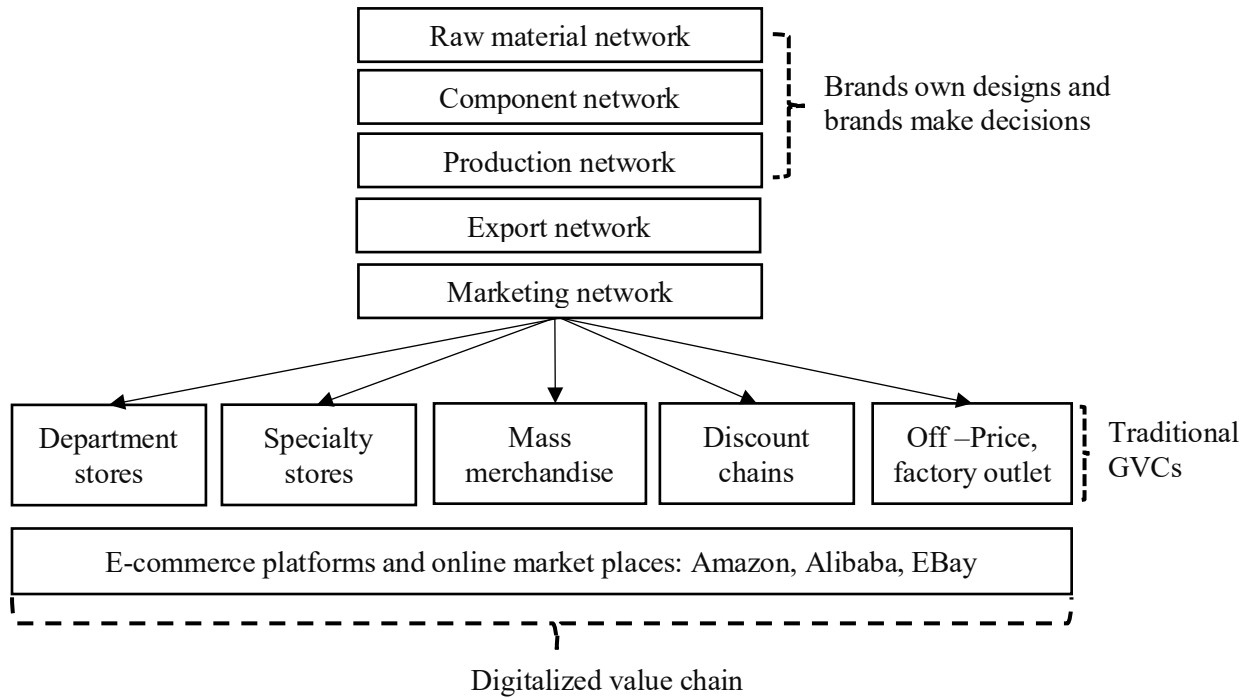 Raw material network
Component network
Production network
Brands own designs and
brands make decisions
Export network
Marketing network
Department
stores
Specialty
stores
Mass
merchandise
Discount
chains
Off –Price,
factory outlet
Traditional
GVCs
E-commerce platforms and online market places: Amazon, Alibaba, EBay
Digitalized value chain